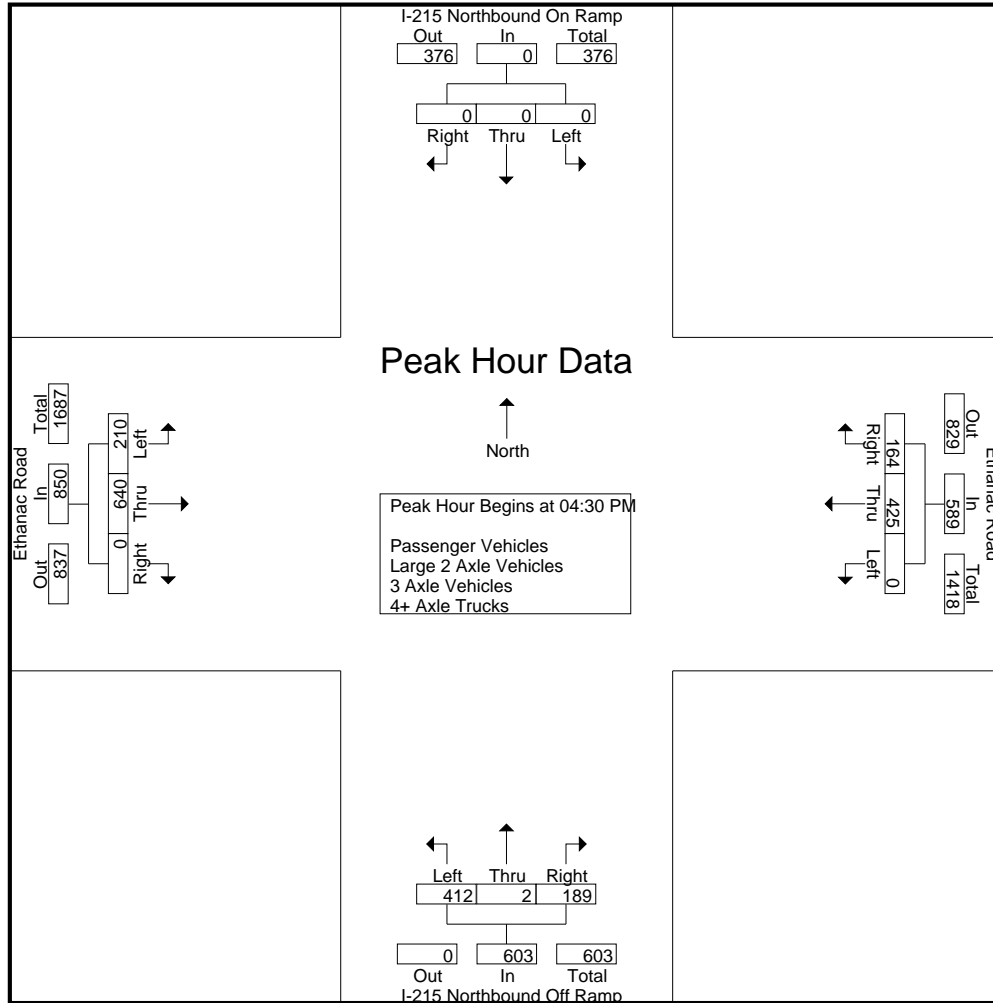 I-215 Northbound On Ramp
Out In Total
376 0 376
0 0 0
Right Thru Left
Peak Hour Data
North
Peak Hour Begins at 04:30 PM
Passenger Vehicles
Large 2 Axle Vehicles
3 Axle Vehicles
4+ Axle Trucks
Ethanac Road
Out In Total
837 850 1687
Right Thru Left
0 640 210
Ethanac Road
Out In Total
829 589 1418
Right Thru Left
164 425 0
Left Thru Right
412 2 189
0 603 603
Out In Total
I-215 Northbound Off Ramp